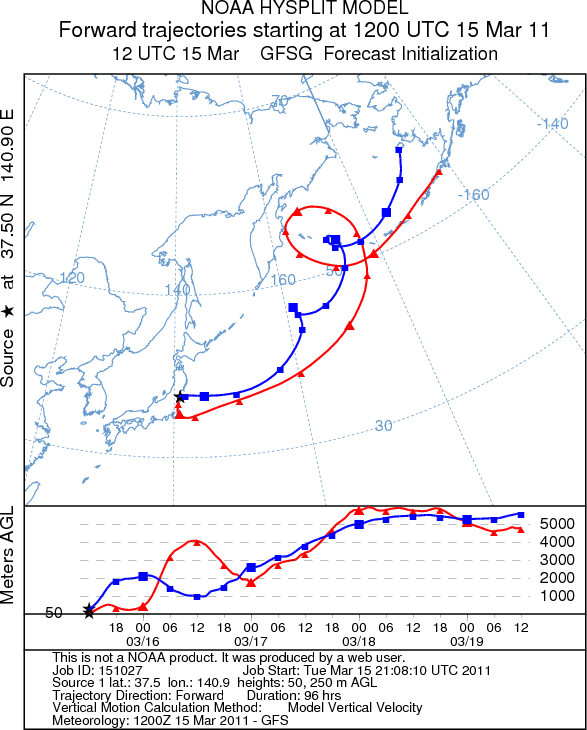 NOAA HYSPLIT MODEL
Forward trajectories starting at 1200 UTC 15 Mar 11
12 UTC 15 Mar GFSG Forecast Initialization
Source ★ at 37.50 N 140.90 E
70
-140
-160
120
140
160
50
30
Meters AGL
5000
4000
3000
2000
1000
50
18 00 06 12 18 00 06 12 18 00 06 12 18 00 06 12
03/16 03/17 03/18 03/19
This is not a NOAA product. It was produced by a web user.
Job ID: 151027 Job Start: Tue Mar 15 21:08:10 UTC 2011
Source 1 lat.: 37.5 lon.: 140.9 heights: 50, 250 m AGL
Trajectory Direction: Forward Duration: 96 hrs
Vertical Motion Calculation Method: Model Vertical Velocity
Meteorology: 1200Z 15 Mar 2011 - GFS